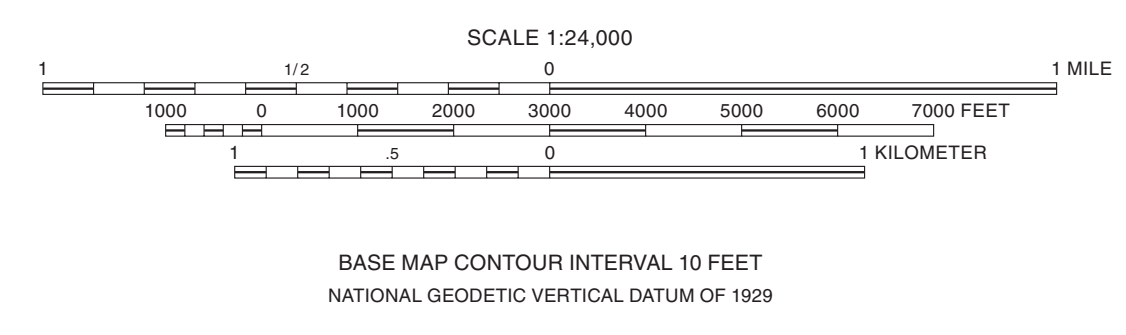 SCALE 1:24,000
1 1/2 0 1 MILE
1000 0 1000 2000 3000 4000 5000 6000 7000 FEET
1 .5 0 1 KILOMETER
BASE MAP CONTOUR INTERVAL 10 FEET
NATIONAL GEODETIC VERTICAL DATUM OF 1929